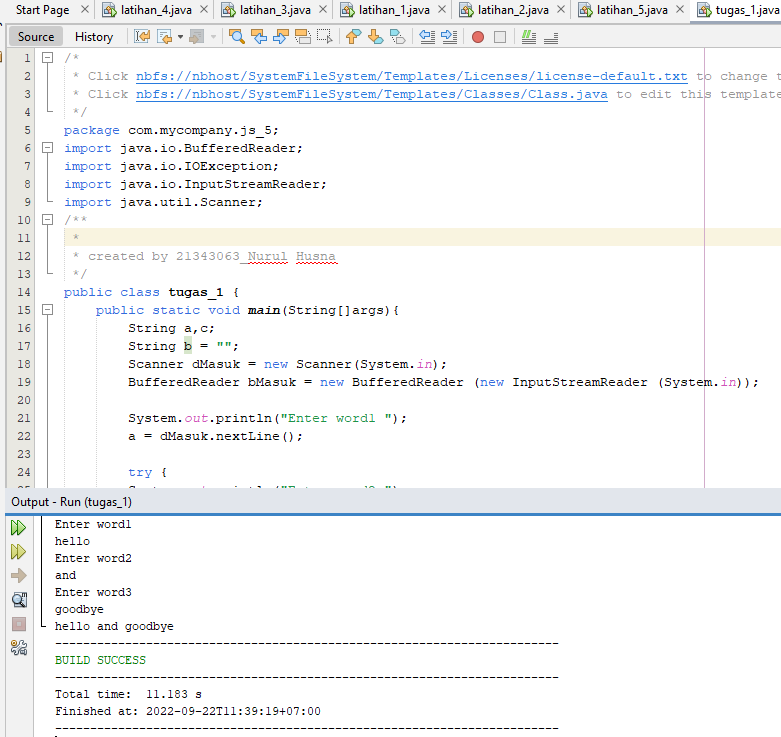 Start Page latihan_4.java latihan_3.java latihan_1.java latihan_2.java latihan_5.java tugas_1.java
Source History
1 /*
2 * Click nbfs://nbhost/SystemFileSystem/Templates/Licenses/license-default.txt to change t
3 * Click nbfs://nbhost/SystemFileSystem/Templates/Classes/Class.java to edit this template
4 */
5 package com.mycompany.js_5;
6 import java.io.BufferedReader;
7 import java.io.IOException;
8 import java.io.InputStreamReader;
9 import java.util.Scanner;
10 /**
11 *
12 * created by 21343063_Nurul Husna
13 */
14 public class tugas_1 {
15 public static void main(String[]args){
16 String a,c;
17 String b = "";
18 Scanner dMasuk = new Scanner(System.in);
19 BufferedReader bMasuk = new BufferedReader (new InputStreamReader (System.in));
20
21 System.out.println("Enter word1 ");
22 a = dMasuk.nextLine();
23
24 try {
Output - Run (tugas_1)
Enter word1
hello
Enter word2
and
Enter word3
goodbye
hello and goodbye
------------------------------------------------------------------------
BUILD SUCCESS
------------------------------------------------------------------------
Total time:  11.183 s
Finished at: 2022-09-22T11:39:19+07:00
------------------------------------------------------------------------